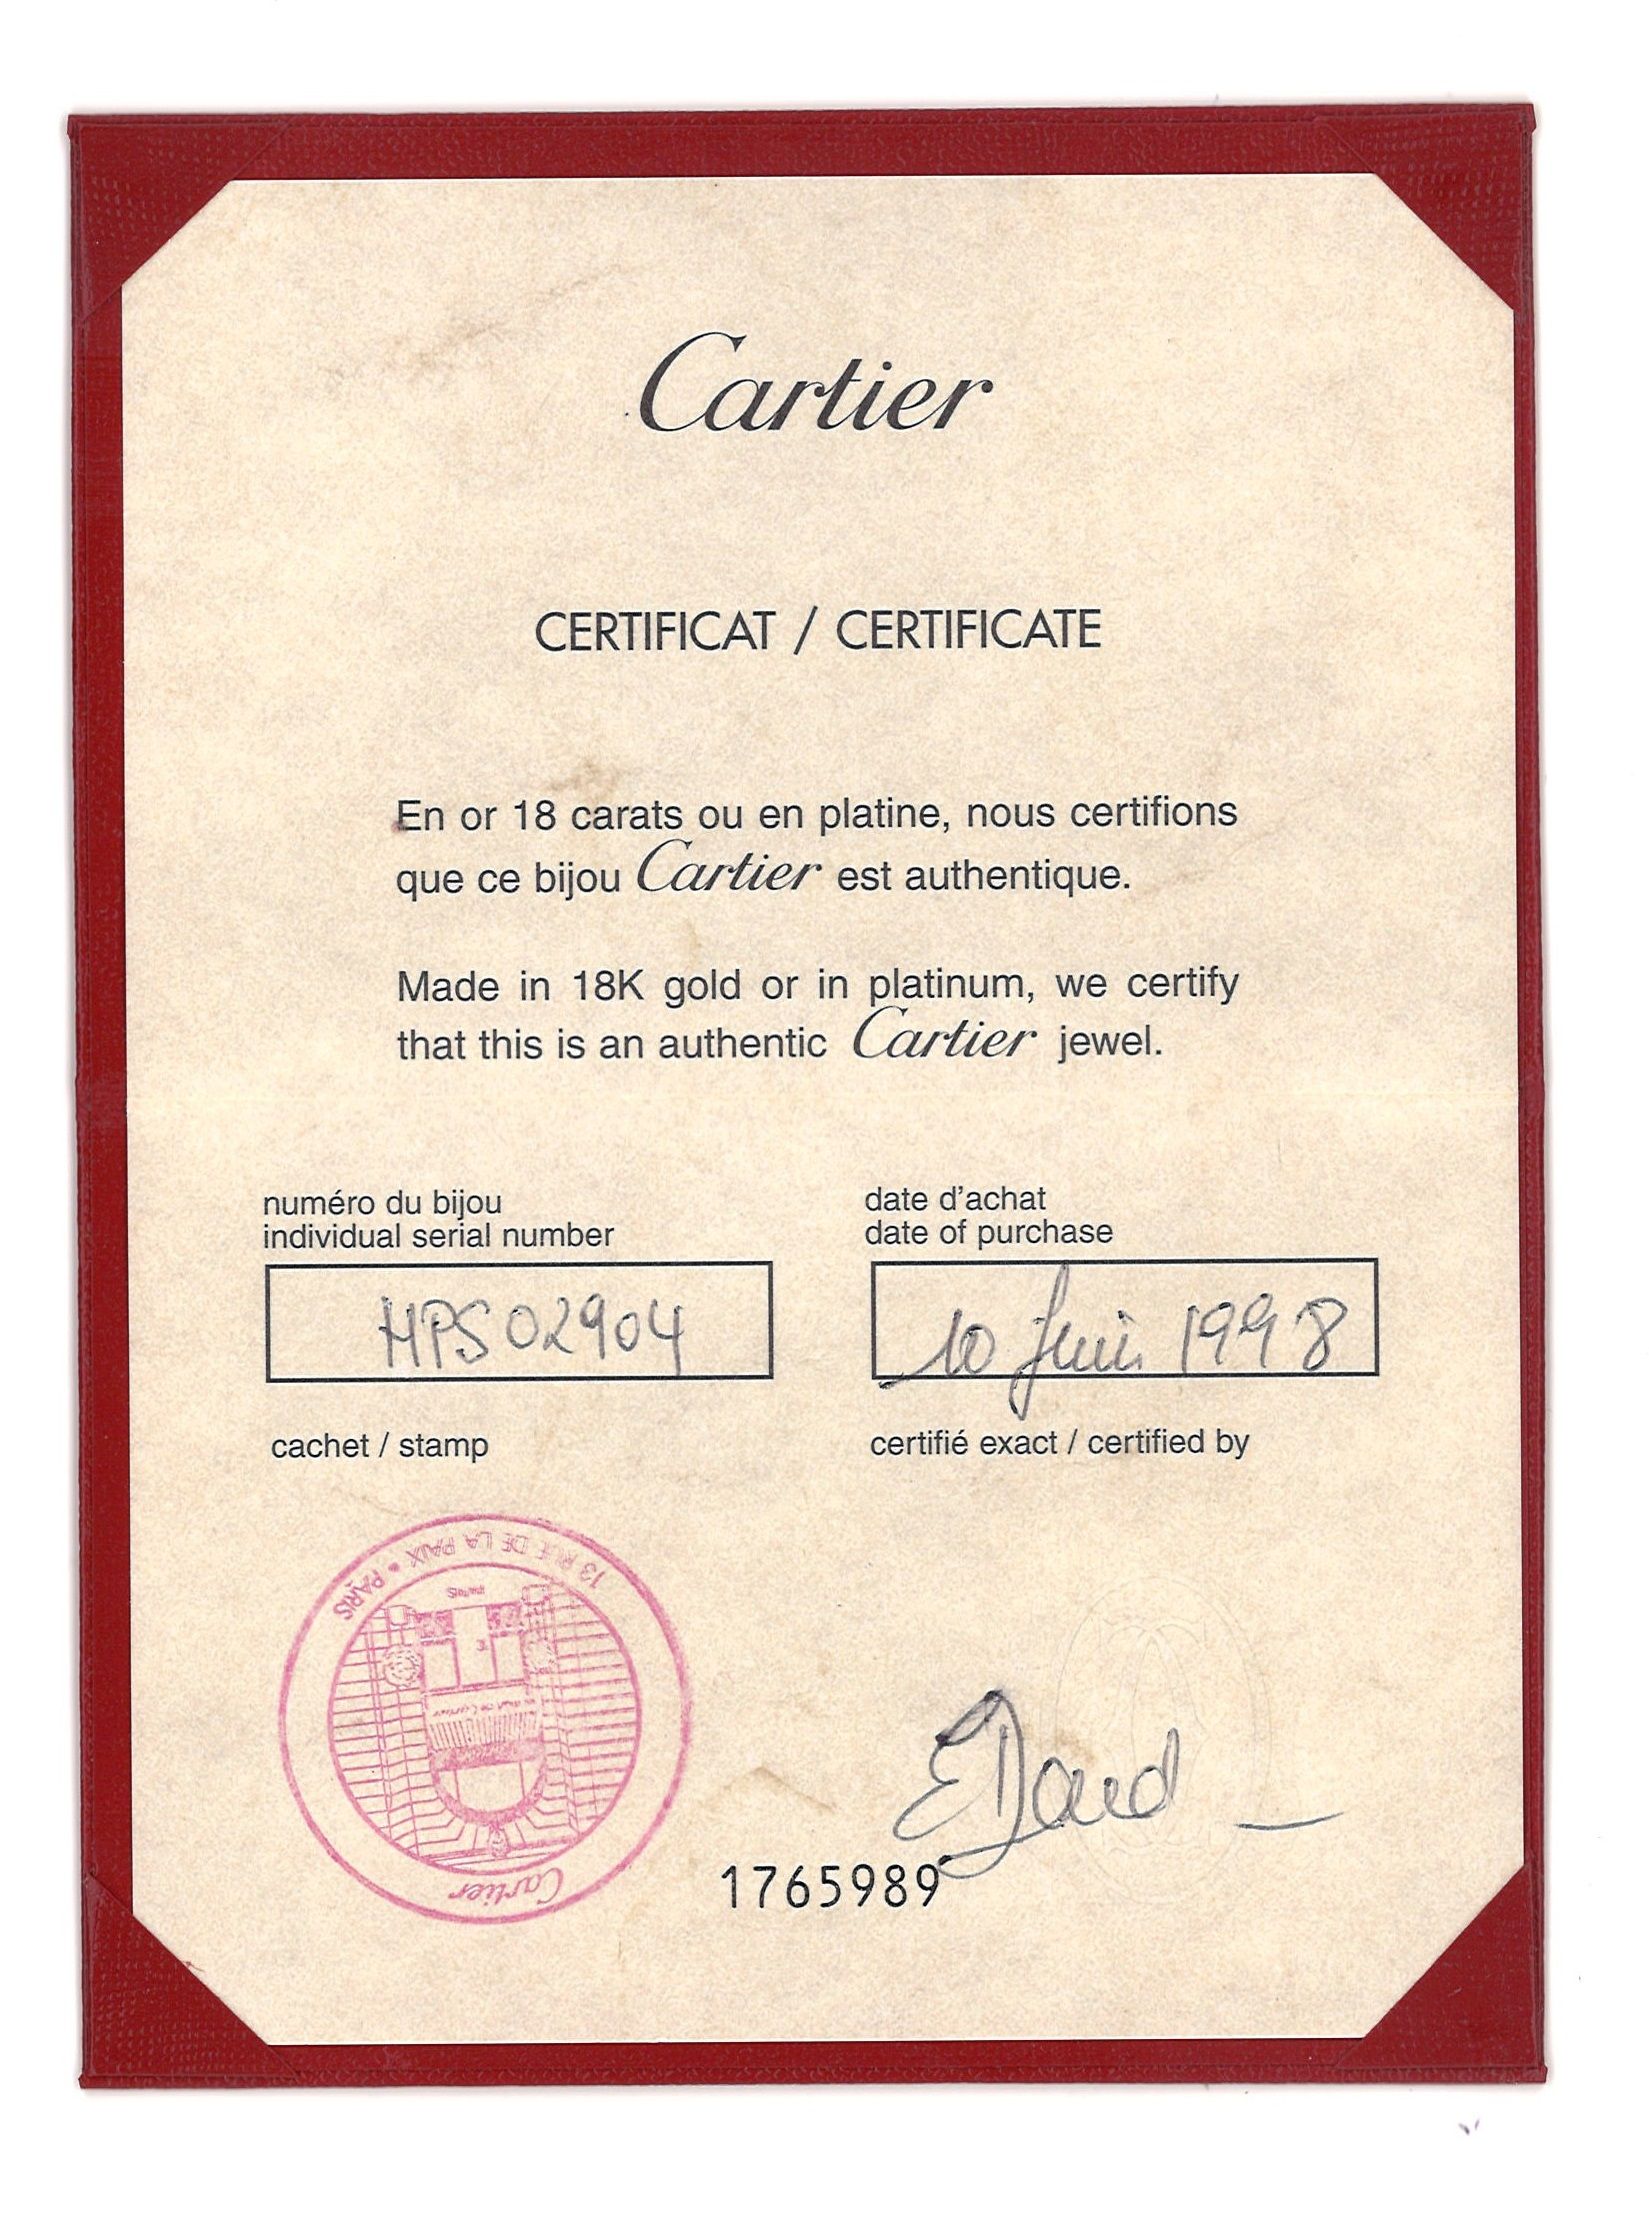 Cartier
CERTIFICAT / CERTIFICATE
En or 18 carats ou en platine, nous certifions
que ce bijou Cartier est authentique.
Made in 18K gold or in platinum, we certify
that this is an authentic Cartier jewel.
numéro du bijou
individual serial number
HPS02904
date d'achat
date of purchase
10 Juin 1998
cachet / stamp
certifié exact / certified by
13 RUE DE LA PAIX • PARIS
Cartier
1765989